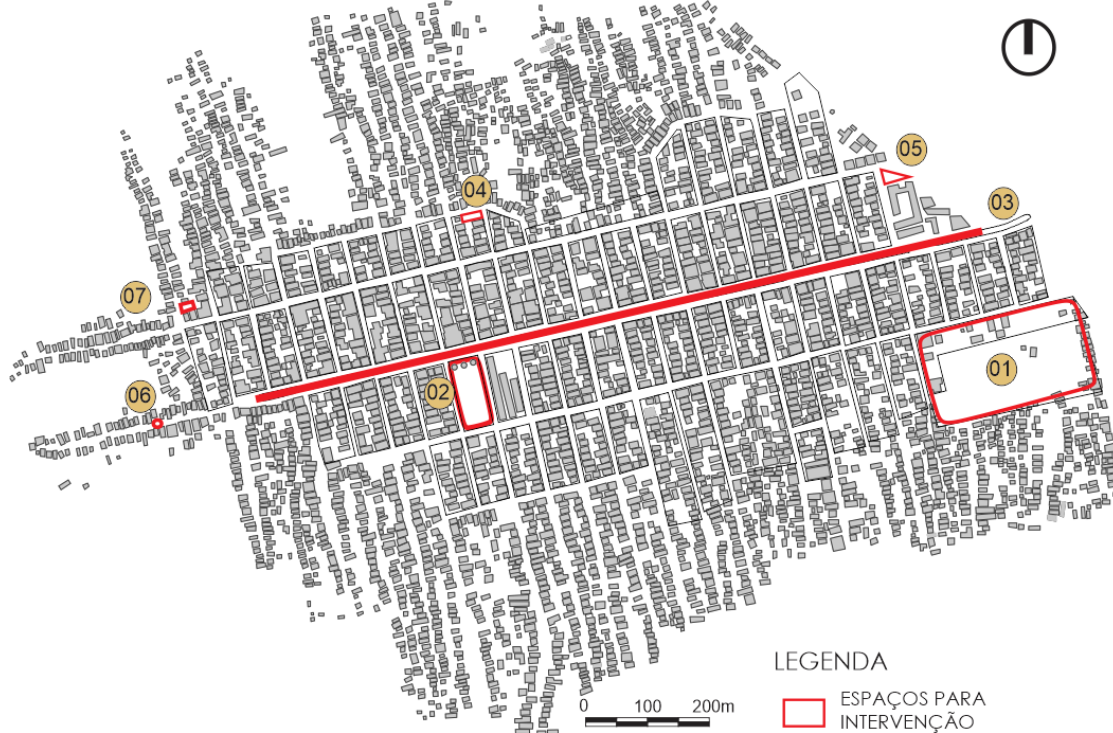 05
04
03
07
01
02
06
LEGENDA
ESPAÇOS PARA
INTERVENÇÃO
0 100 200m